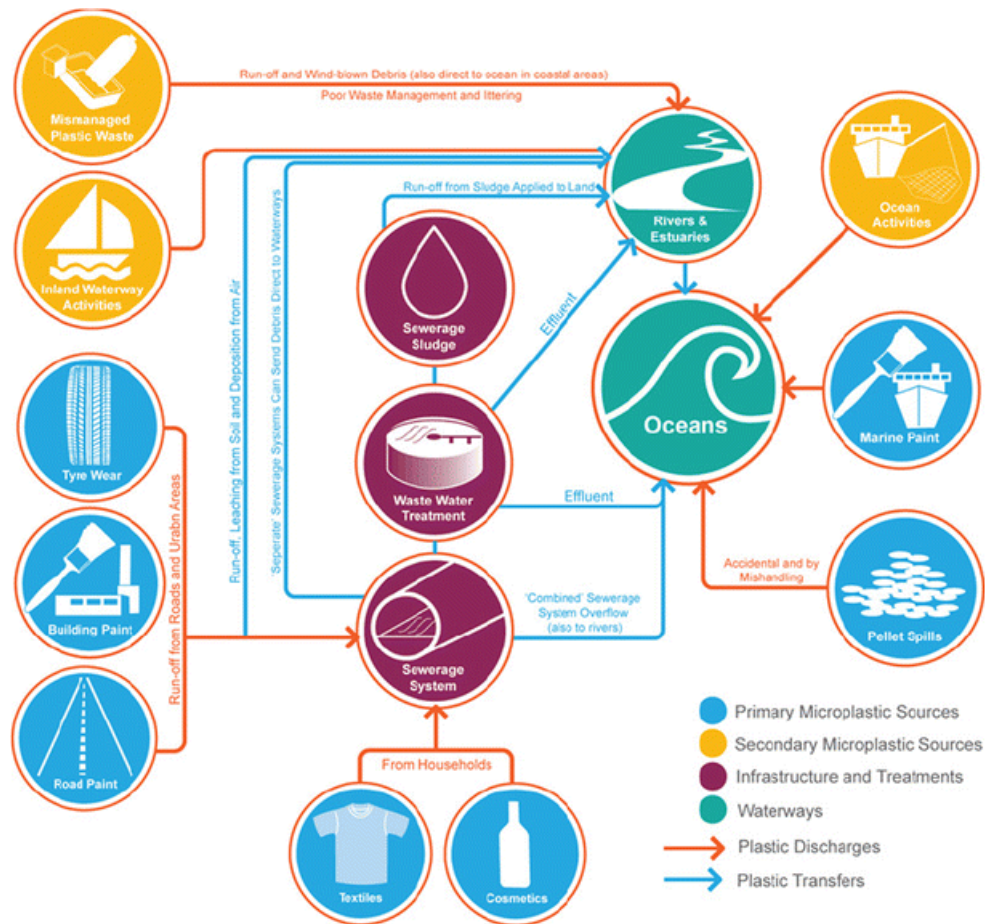 Run-off and Wind-blown Debris (also direct to ocean in coastal areas)
Poor Waste Management and littering
Mismanaged
Plastic Waste
Inland Waterway
Activities
Run-off from Sludge Applied to Land
Rivers &
Estuaries
Ocean
Activities
Sewerage
Sludge
Effluent
Run-off, Leaching from Soil and Deposition from Air
'Seperate' Sewerage Systems Can Send Debris Direct to Waterways
Tyre Wear
Oceans
Marine Paint
Waste Water
Treatment
Effluent
Run-off from Roads and Urabn Areas
Building Paint
Accidental and by
Mishandling
'Combined' Sewerage
System Overflow
(also to rivers)
Pellet Spills
Sewerage
System
Road Paint
From Households
Textiles
Cosmetics
Primary Microplastic Sources
Secondary Microplastic Sources
Infrastructure and Treatments
Waterways
Plastic Discharges
Plastic Transfers